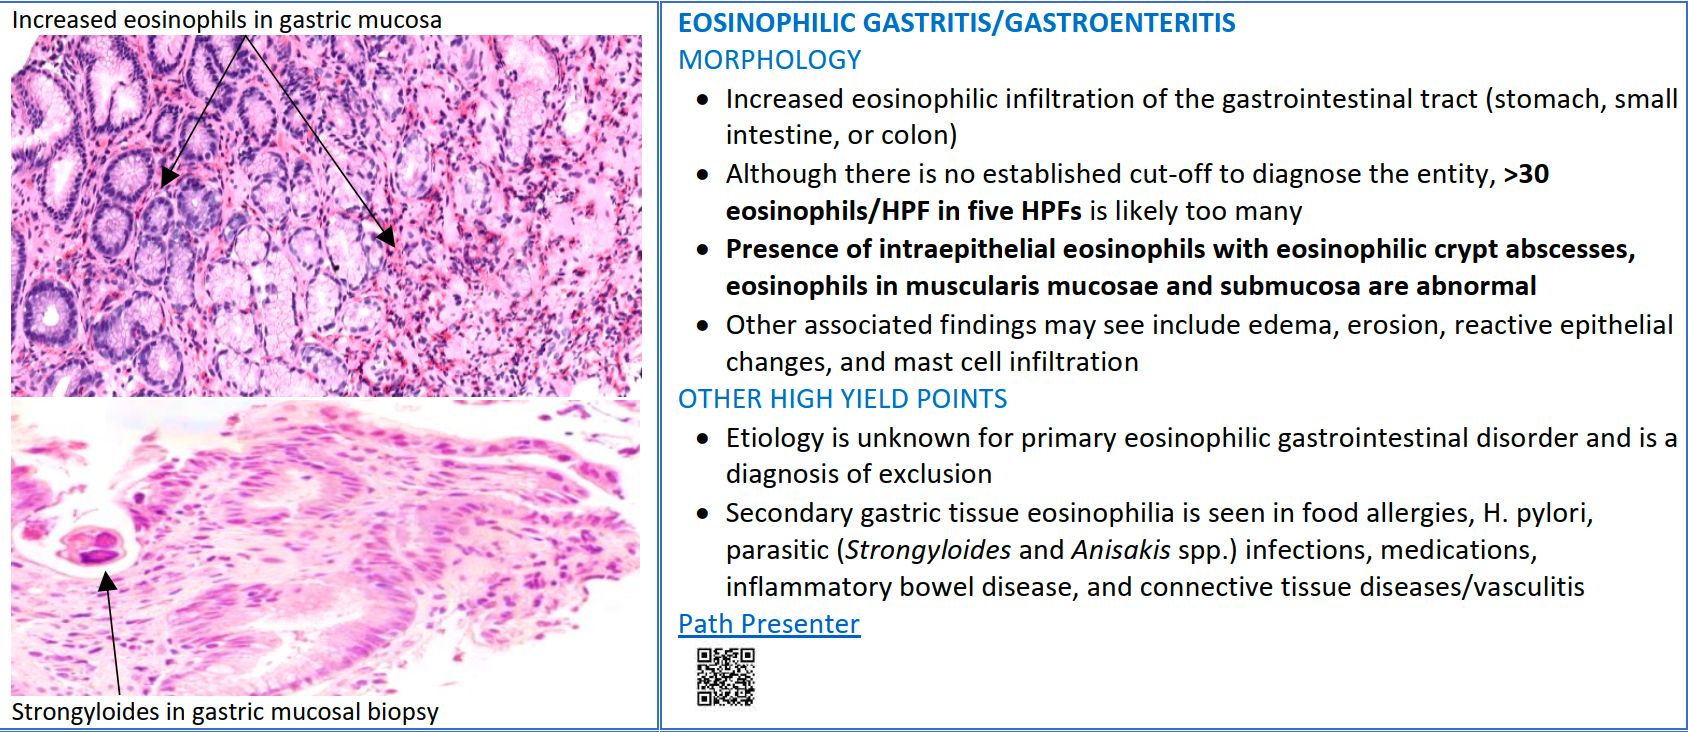 Increased eosinophils in gastric mucosa
Strongyloides in gastric mucosal biopsy
EOSINOPHILIC GASTRITIS/GASTROENTERITIS
MORPHOLOGY
• Increased eosinophilic infiltration of the gastrointestinal tract (stomach, small
intestine, or colon)
• Although there is no established cut-off to diagnose the entity, >30
eosinophils/HPF in five HPFs is likely too many
• Presence of intraepithelial eosinophils with eosinophilic crypt abscesses,
eosinophils in muscularis mucosae and submucosa are abnormal
• Other associated findings may see include edema, erosion, reactive epithelial
changes, and mast cell infiltration
OTHER HIGH YIELD POINTS
• Etiology is unknown for primary eosinophilic gastrointestinal disorder and is a
diagnosis of exclusion
• Secondary gastric tissue eosinophilia is seen in food allergies, H. pylori,
parasitic (Strongyloides and Anisakis spp.) infections, medications,
inflammatory bowel disease, and connective tissue diseases/vasculitis
Path Presenter